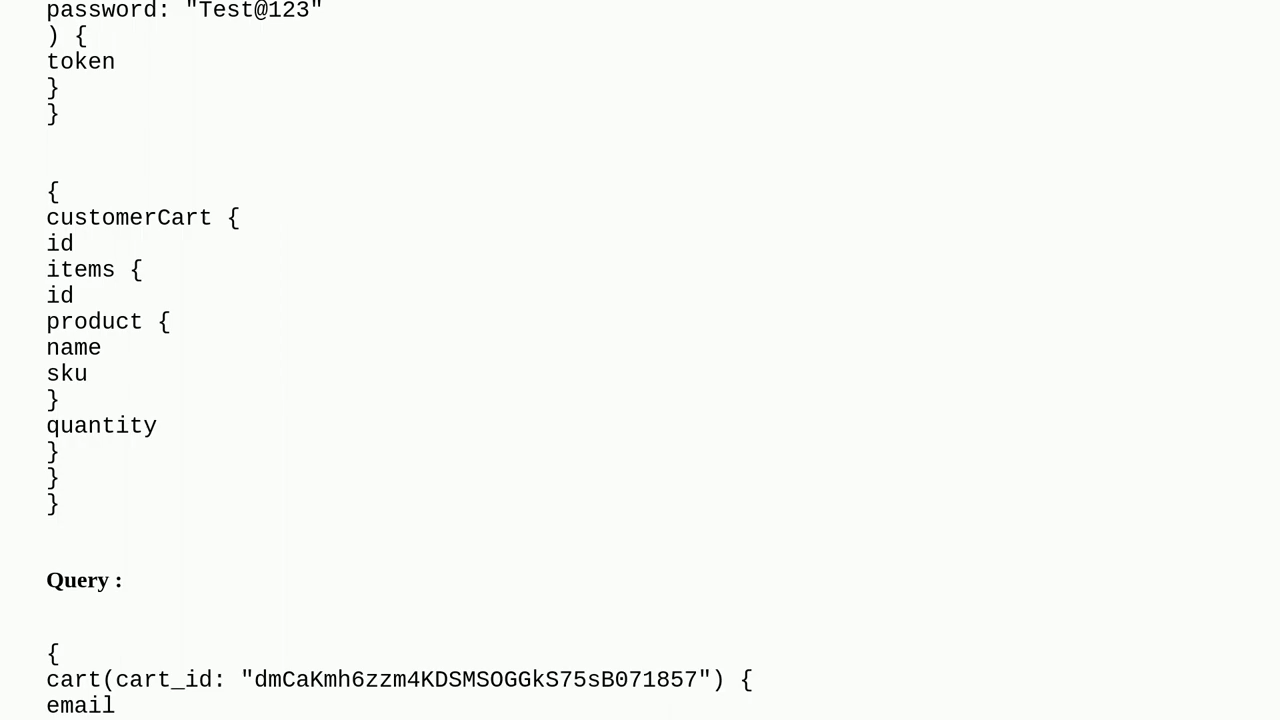 password: "Test@123"
) {
token
}
}
{
customerCart {
id
items {
id
product {
name
sku
}
quantity
}
}
}
Query :
{
cart(cart_id: "dmCaKmh6zzm4KDSMSOGGkS75sB071857") {
email